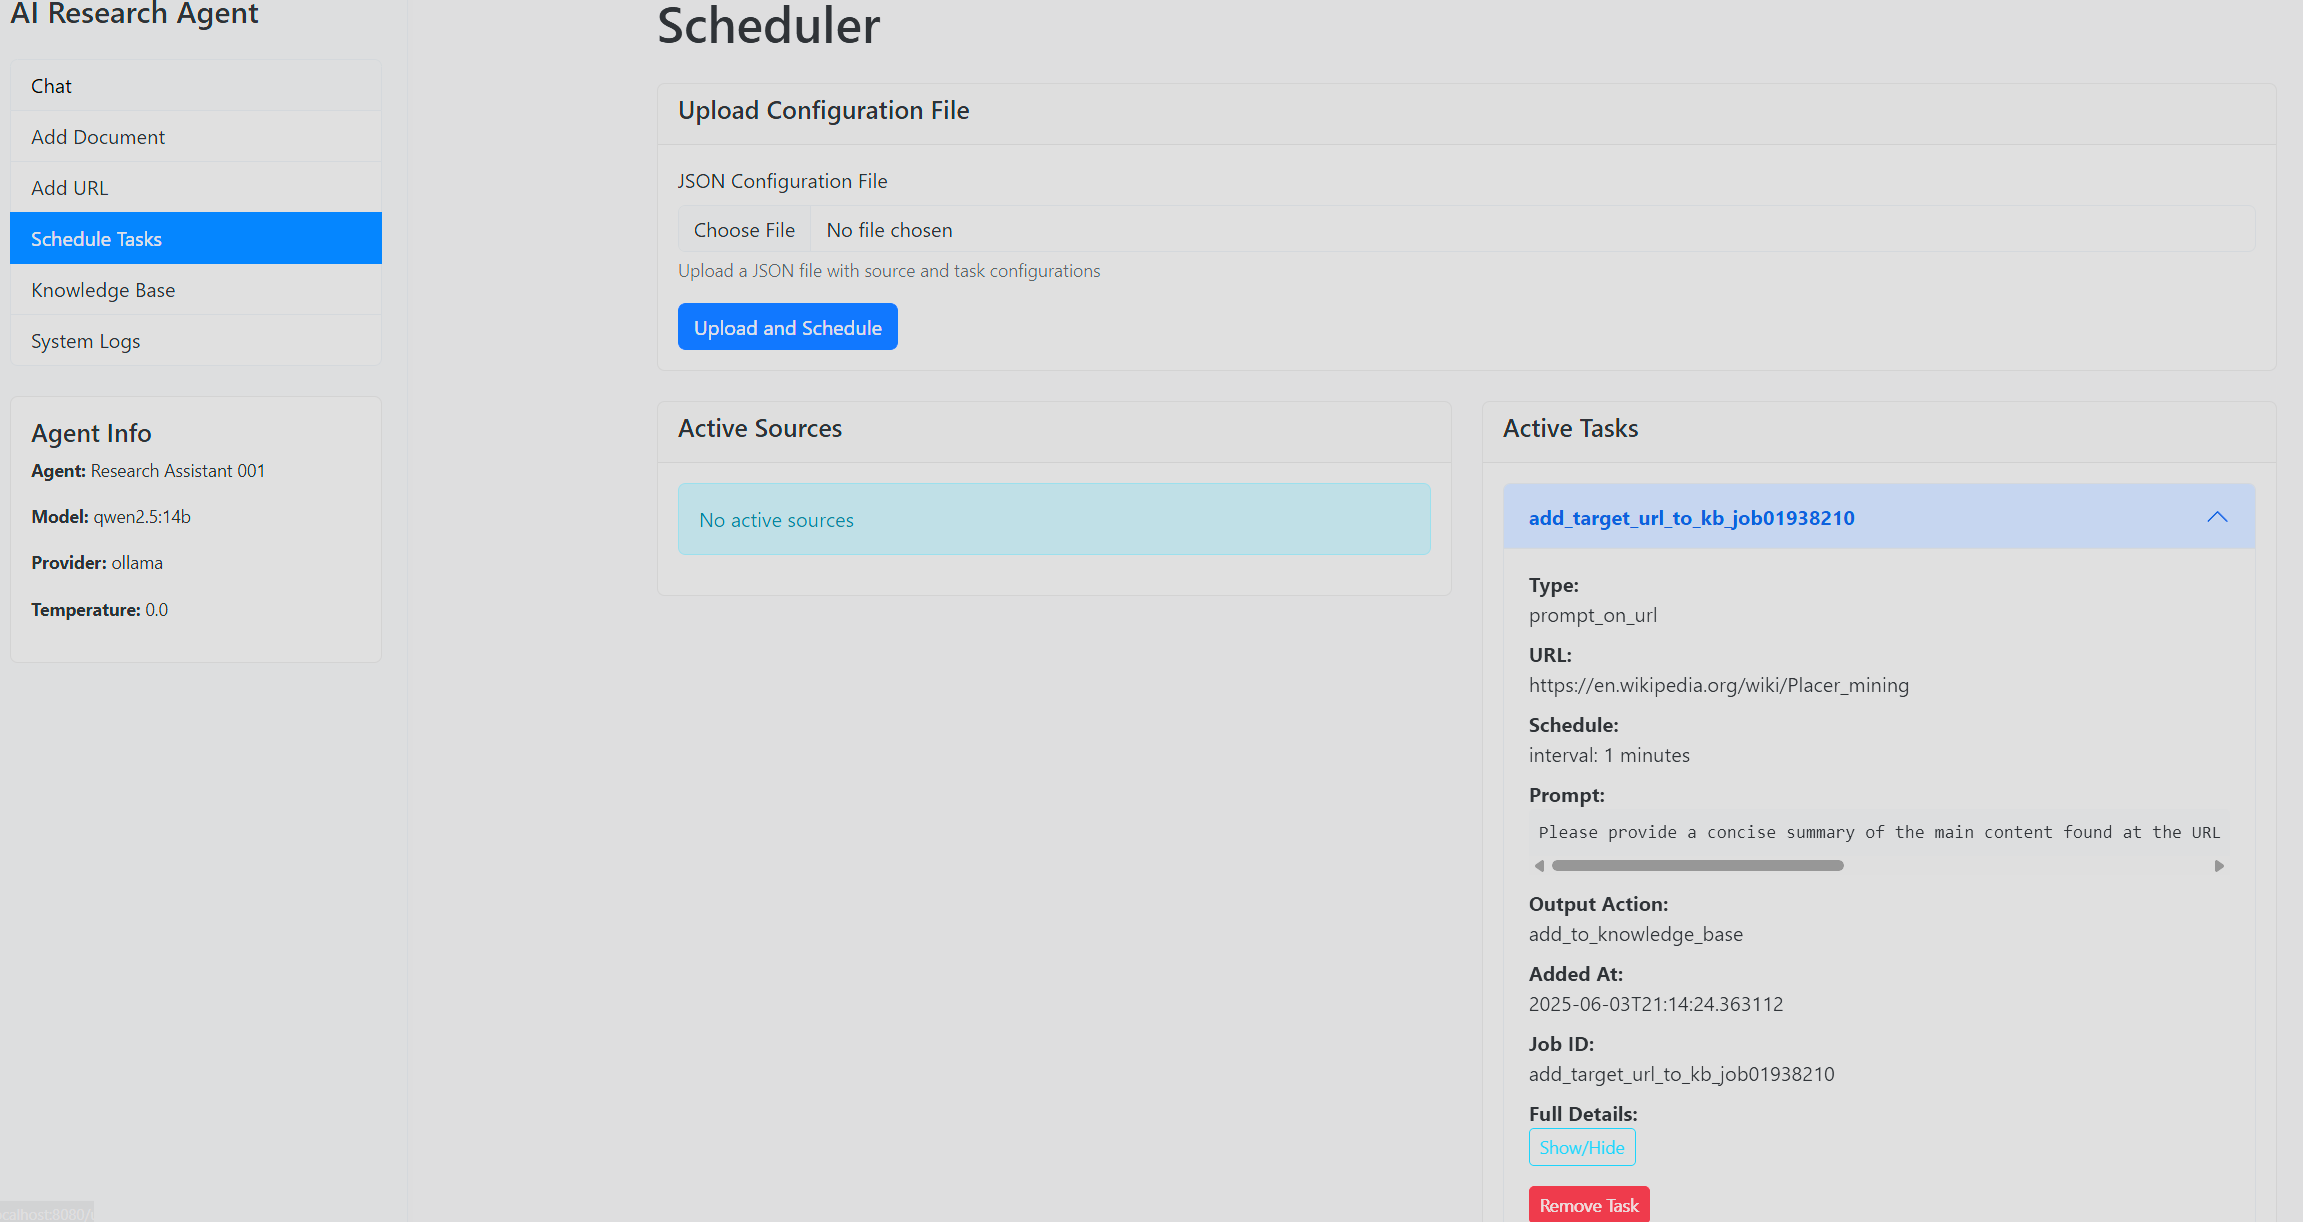 AI Research Agent
Chat
Add Document
Add URL
Schedule Tasks
Knowledge Base
System Logs
Agent Info
Agent: Research Assistant 001
Model: qwen2.5:14b
Provider: ollama
Temperature: 0.0
Scheduler
Upload Configuration File
JSON Configuration File
Choose File No file chosen
Upload a JSON file with source and task configurations
Upload and Schedule
Active Sources
No active sources
Active Tasks
add_target_url_to_kb_job01938210
Type:
prompt_on_url
URL:
https://en.wikipedia.org/wiki/Placer_mining
Schedule:
interval: 1 minutes
Prompt:
Please provide a concise summary of the main content found at the URL
Output Action:
add_to_knowledge_base
Added At:
2025-06-03T21:14:24.363112
Job ID:
add_target_url_to_kb_job01938210
Full Details:
Show/Hide
Remove Task